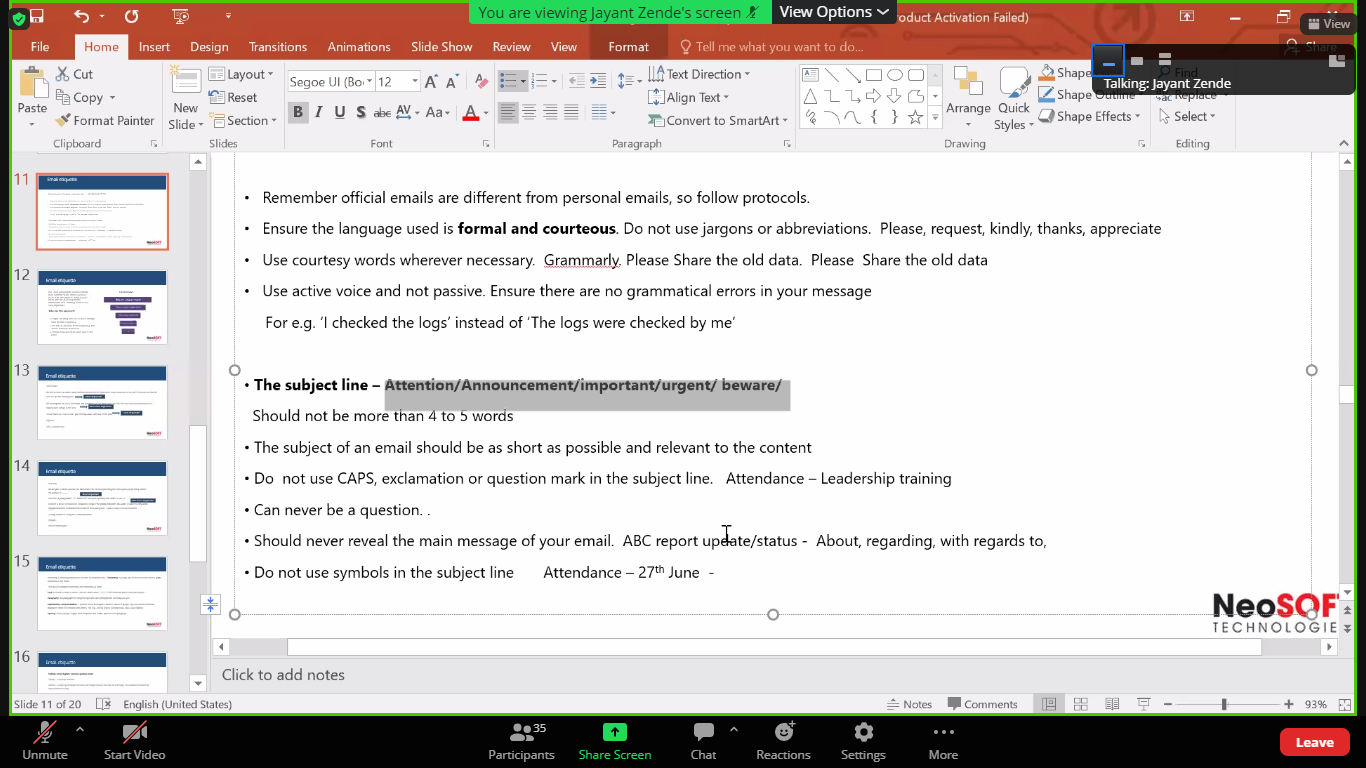 You are viewing Jayant Zende's screen
View Options
roduct Activation Failed)
View
File
Home
Insert
Design
Transitions
Animations
Slide Show
Review
View
Format
Tell me what you want to do...
Share
Talking: Jayant Zende
Paste
Cut
Copy
Format Painter
Clipboard
New
Slide
Layout
Reset
Section
Slides
Segoe UI (Bo
12
Font
Text Direction
Align Text
Convert to SmartArt
Paragraph
Arrange
Quick
Styles
Shape
Shape Outline
Shape Effects
Drawing
Find
Replace
Select
Editing
11
Email etiquette
12
Email etiquette
13
Email etiquette
14
Email etiquette
15
Email etiquette
16
Email etiquette
• Remember official emails are different from personal emails, so follow protocols.
• Ensure the language used is formal and courteous. Do not use jargons or abbreviations. Please, request, kindly, thanks, appreciate
• Use courtesy words wherever necessary. Grammarly. Please Share the old data. Please Share the old data
• Use active voice and not passive. Ensure there are no grammatical errors in your message
For e.g. 'I checked the logs' instead of 'The logs were checked by me'
• The subject line – Attention/Announcement/important/urgent/ beware/
Should not be more than 4 to 5 words
• The subject of an email should be as short as possible and relevant to the content
• Do not use CAPS, exclamation or question mark in the subject line. Attendance – Leadership training
• Can never be a question. .
• Should never reveal the main message of your email. ABC report update/status - About, regarding, with regards to,
• Do not use symbols in the subject line Attendance – 27th June -
NeoSOF
TECHNOLOGIE
Click to add notes
Slide 11 of 20
English (United States)
Notes
Comments
93%
Unmute
Start Video
Participants
35
Share Screen
Chat
Reactions
Settings
More
Leave